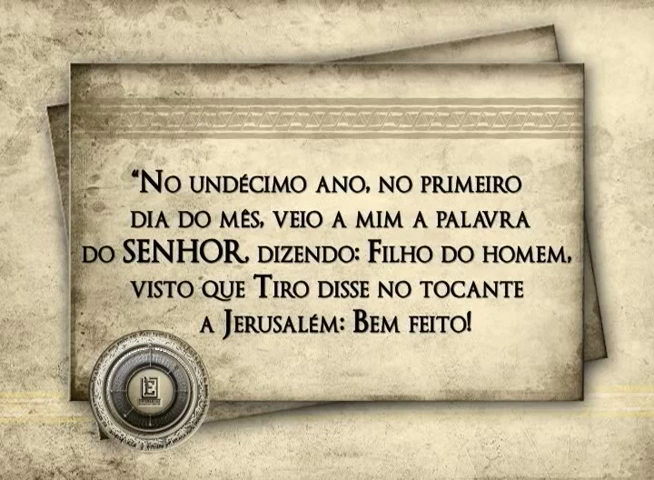 “No undécimo ano, no primeiro
dia do mês, veio a mim a palavra
do SENHOR, dizendo: Filho do homem,
visto que Tiro disse no tocante
a Jerusalém: Bem feito!